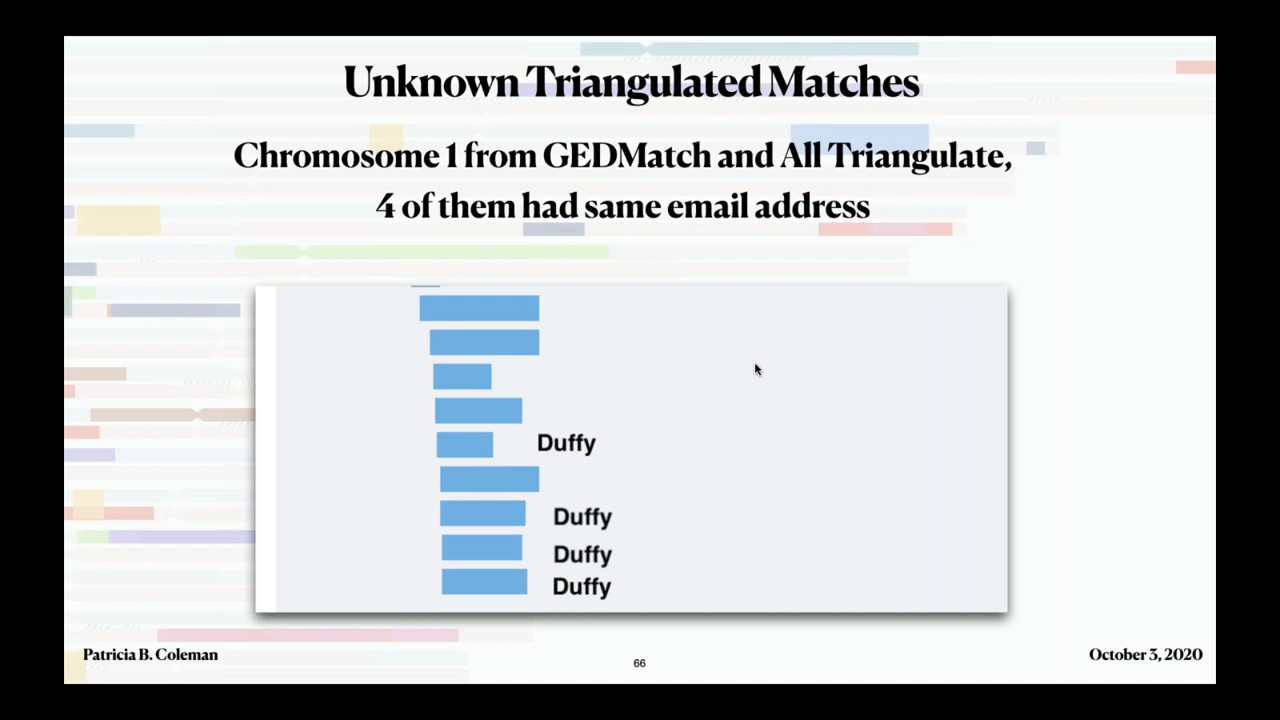 Unknown Triangulated Matches
Chromosome 1 from GEDMatch and All Triangulate,
4 of them had same email address
Duffy
Duffy
Duffy
Duffy
Patricia B. Coleman
66
October 3, 2020